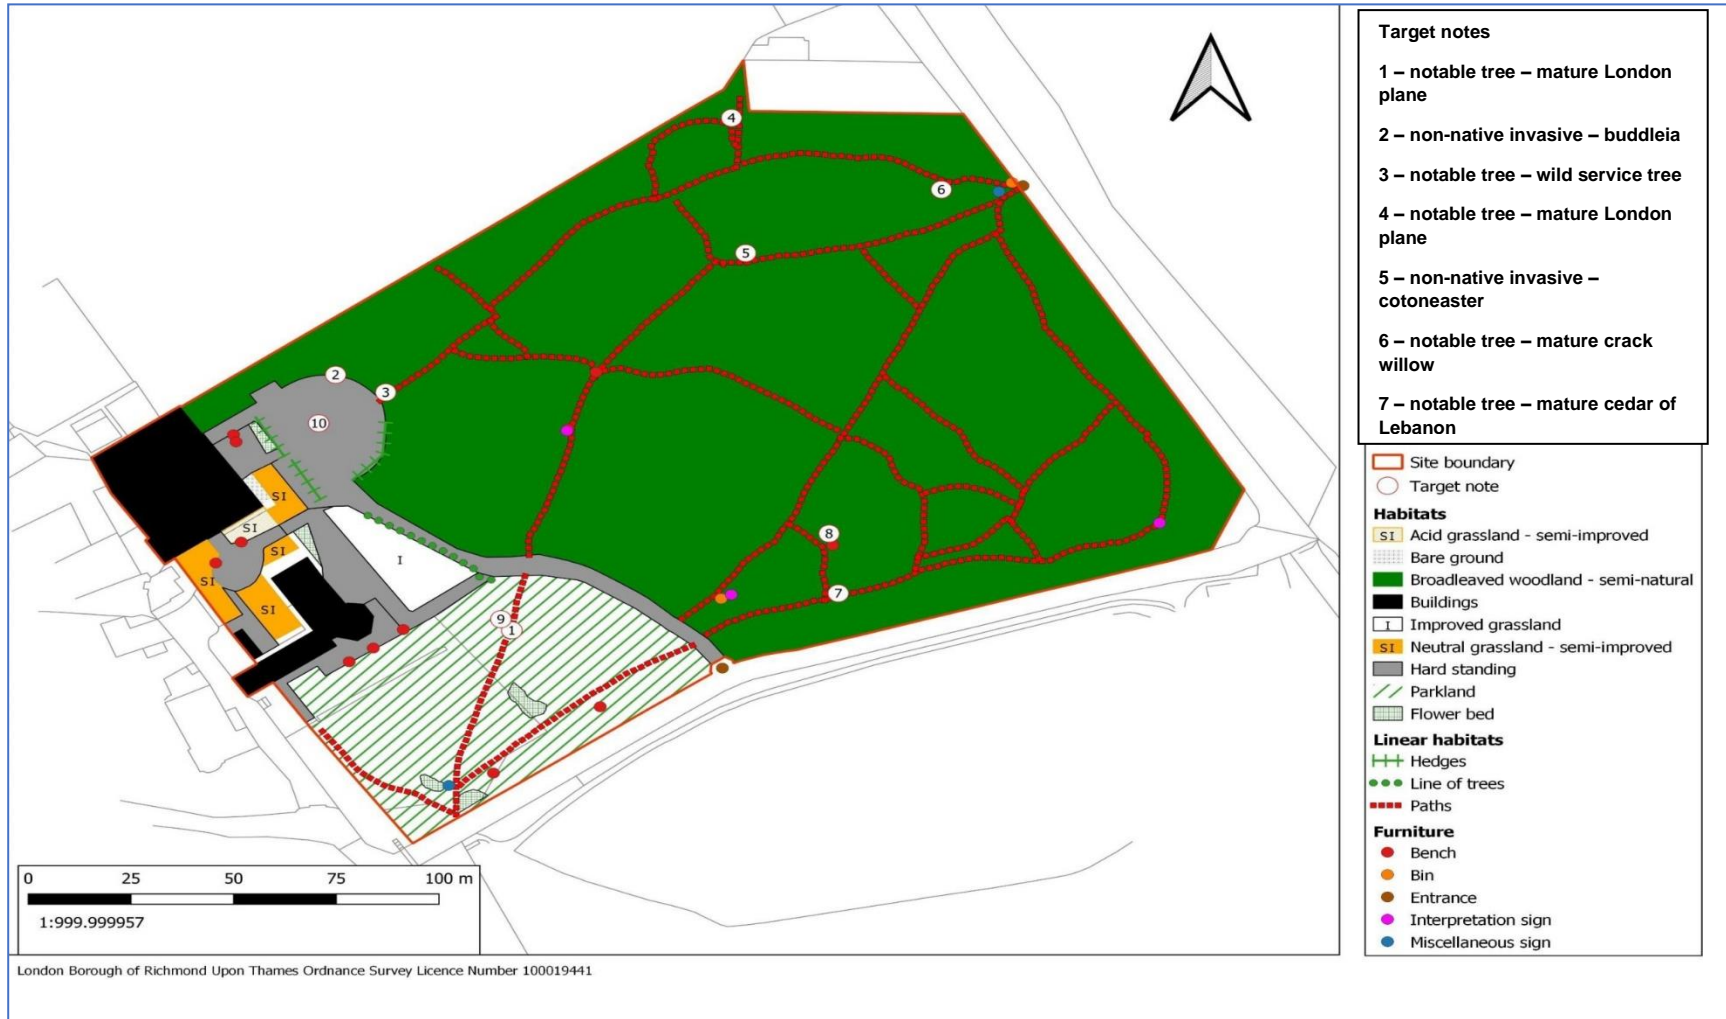 4
6
5
2
3
10
SI
SI
SI
SI
SI
I
9
1
8
7
0 25 50 75 100 m
1:999.999957
London Borough of Richmond Upon Thames Ordnance Survey Licence Number 100019441
Target notes
1 – notable tree – mature London
plane
2 – non-native invasive – buddleia
3 – notable tree – wild service tree
4 – notable tree – mature London
plane
5 – non-native invasive –
cotoneaster
6 – notable tree – mature crack
willow
7 – notable tree – mature cedar of
Lebanon
Site boundary
Target note
Habitats
SI Acid grassland - semi-improved
Bare ground
Broadleaved woodland - semi-natural
Buildings
I Improved grassland
SI Neutral grassland - semi-improved
Hard standing
Parkland
Flower bed
Linear habitats
Hedges
Line of trees
Paths
Furniture
Bench
Bin
Entrance
Interpretation sign
Miscellaneous sign